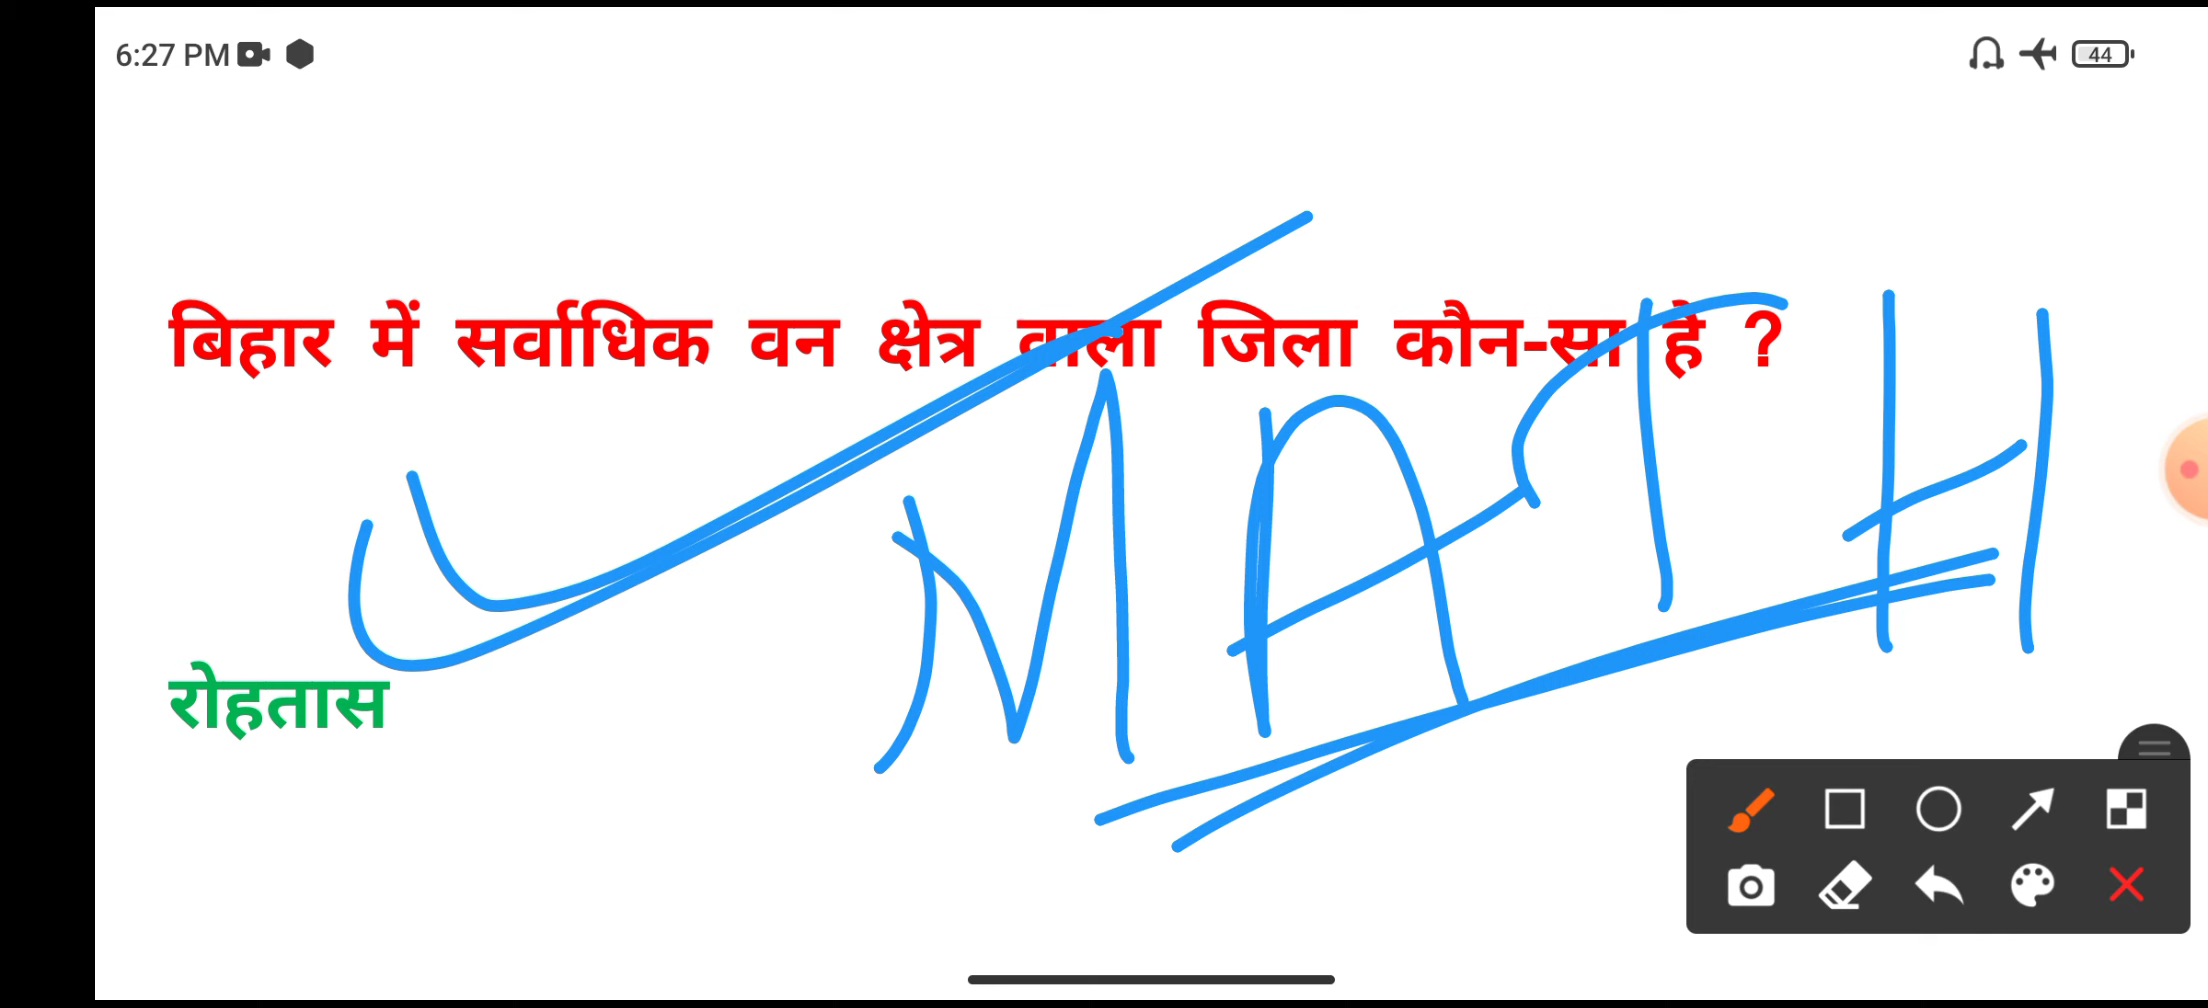 6:27 PM
44
बिहार में सर्वाधिक वन क्षेत्र वाला जिला कौन-सा है ?
MATH
रोहतास